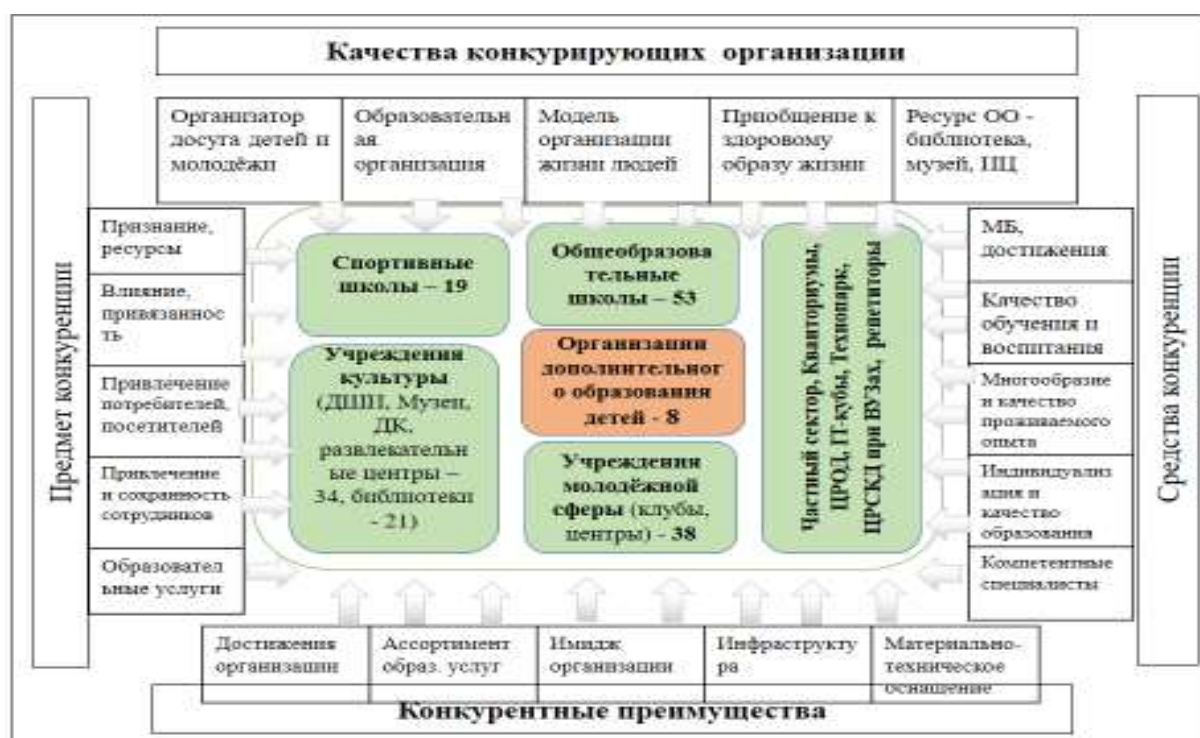 Качества конкурирующих организации
Организатор
досуга детей и
молодёжи
Образовательн
ая
организация
Модель
организации
жизни людей
Приобщение к
здоровому
образу жизни
Ресурс ОО -
библиотека,
музей, ПЦ
Предмет конкуренции
Признание,
ресурсы
Влияние,
привязаннос
ть
Привлечение
потребителей,
посетителей
Привлечение
и сохранность
сотрудников
Образовател
ьные услуги
Спортивные
школы – 19
Учреждения
культуры
(ДШИ, Музеи,
ДК,
развлекательн
ые центры –
34, библиотеки
- 21)
Общеобразова
тельные
школы – 53
Организации
дополнительног
о образования
детей - 8
Учреждения
молодёжной
сферы (клубы,
центры) - 38
Частный сектор, Кванториумы,
ЦРОД, IT-кубы, Технопарк,
ЦРСКД при ВУЗах, репетиторы
МБ,
достижения
Качество
обучения и
воспитания
Многообразие
и качество
проживаемого
опыта
Индивидуализ
ация и
качество
образования
Компетентные
специалисты
Средства конкуренции
Достижения
организации
Ассортимент
образ. услуг
Имидж
организации
Инфраструкту
ра
Материально-
техническое
оснащение
Конкурентные преимущества